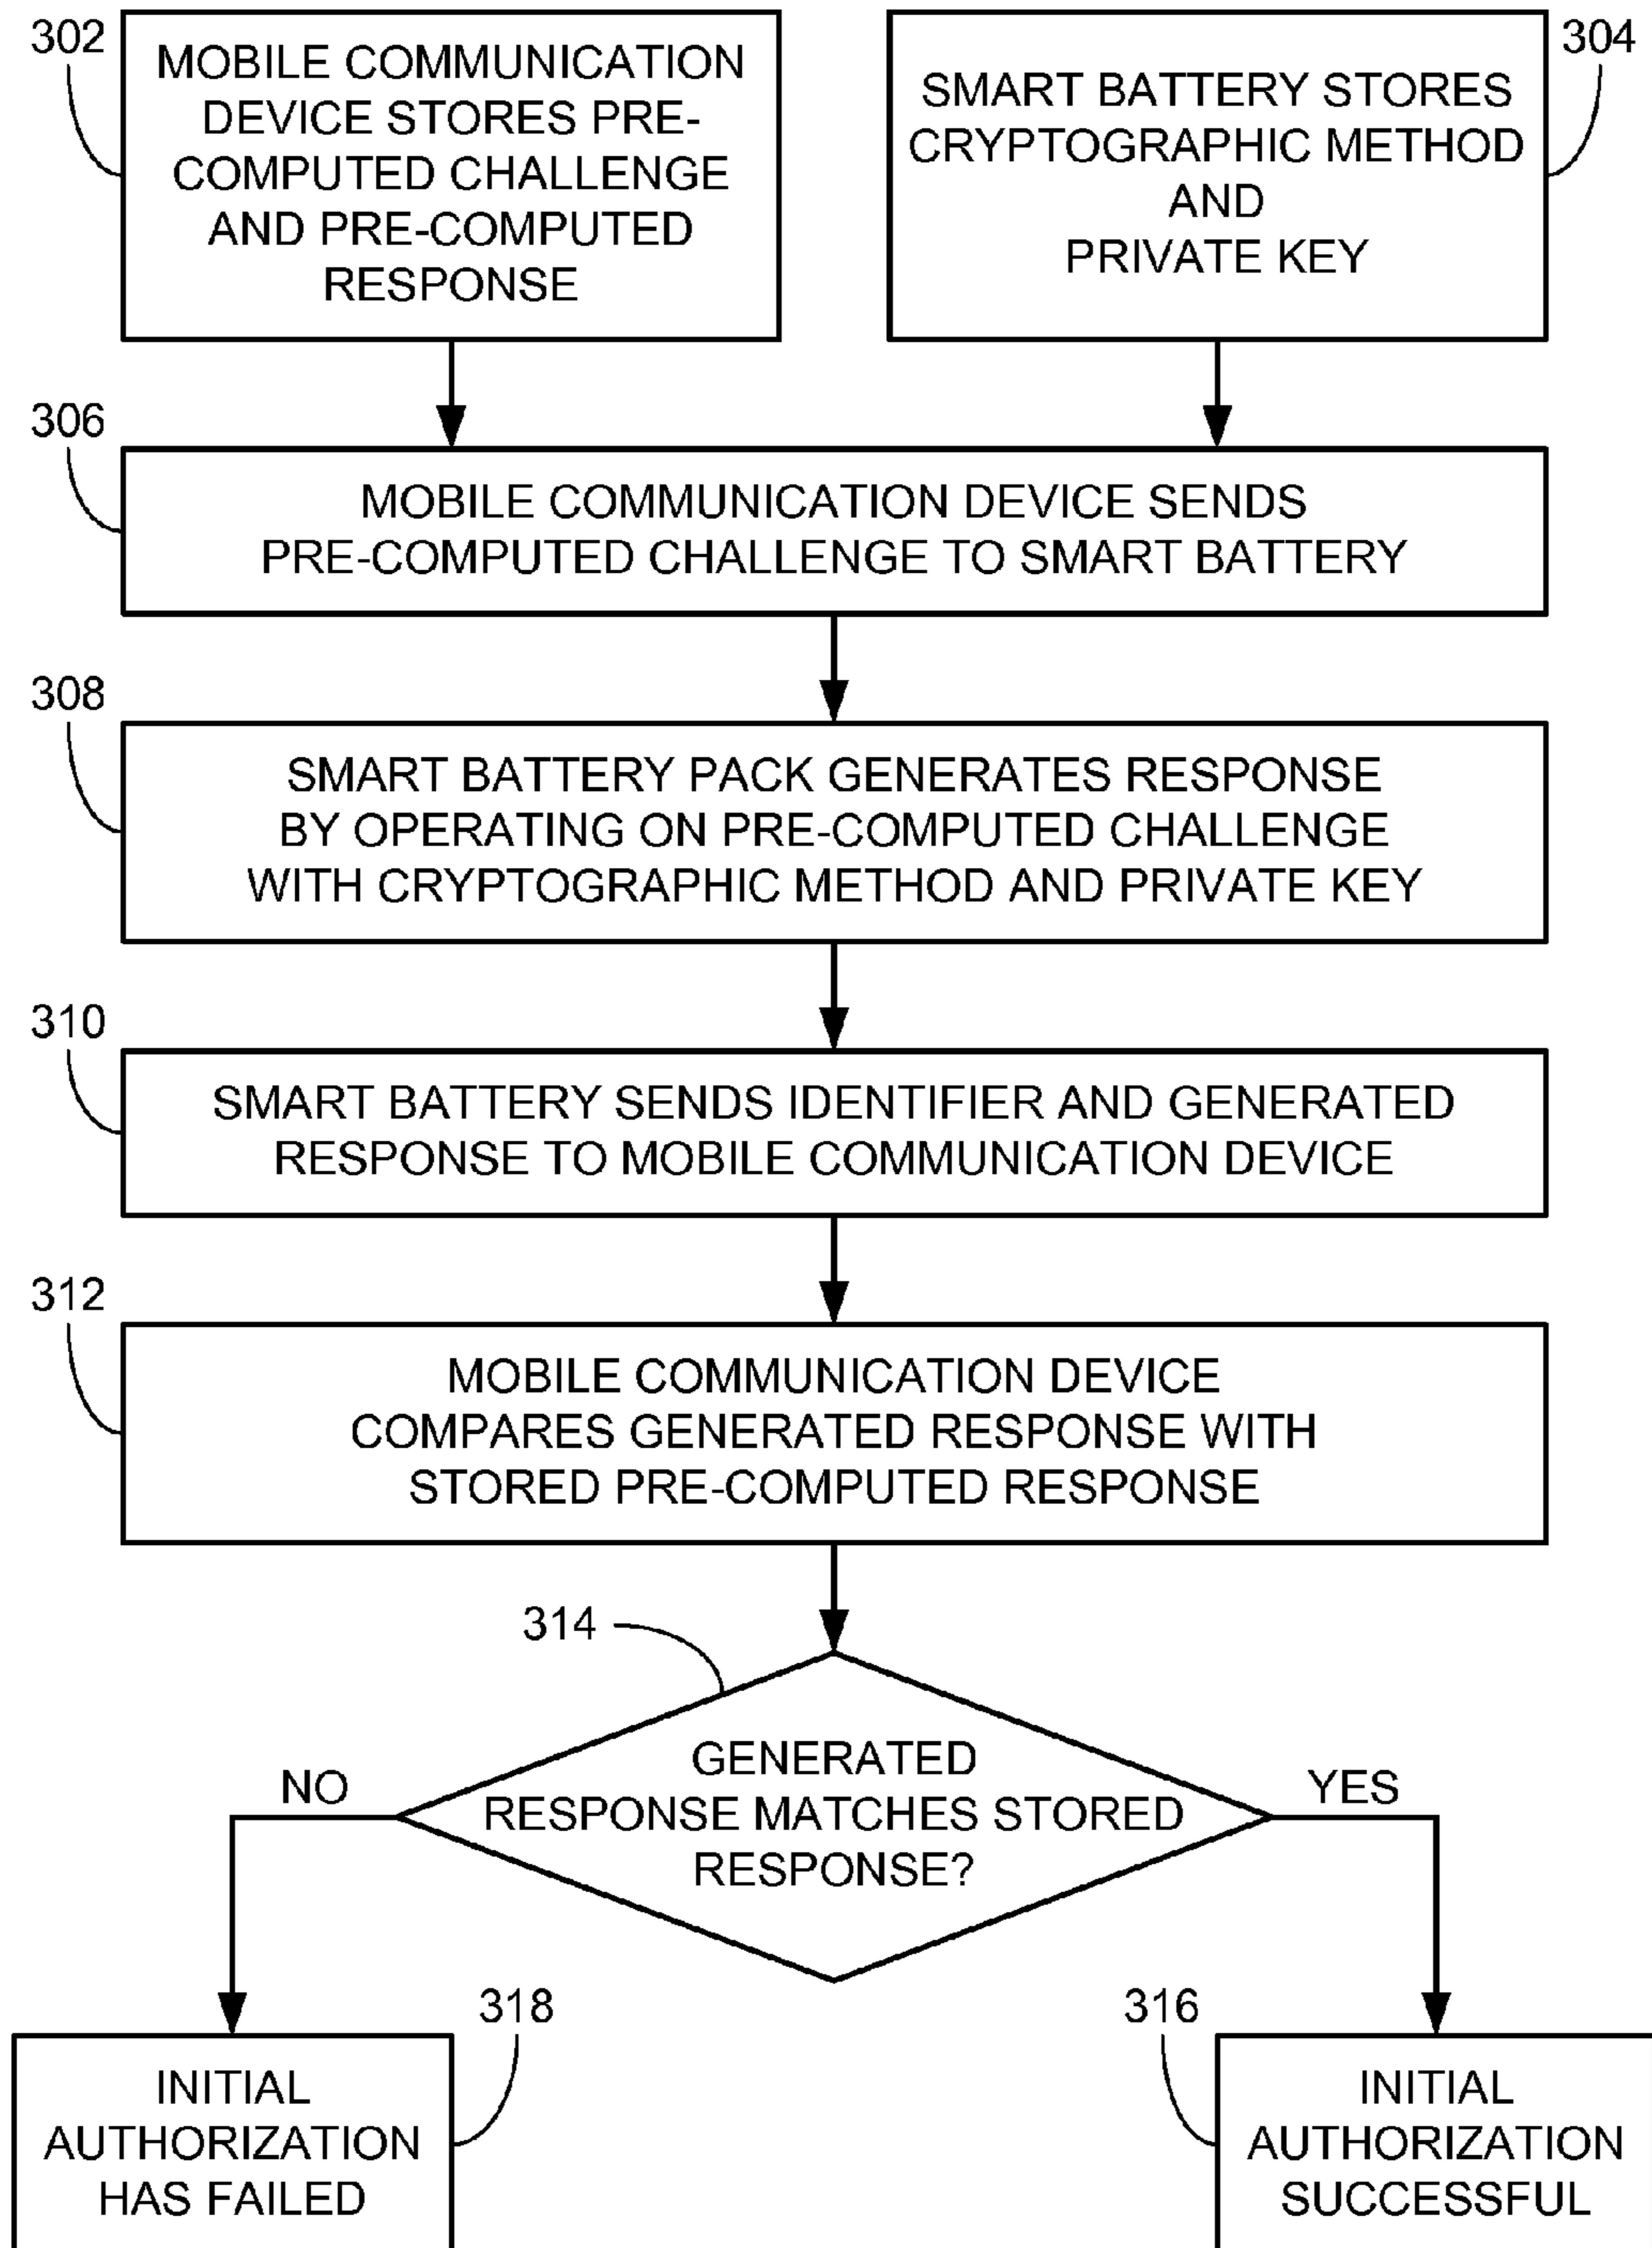 302
MOBILE COMMUNICATION
DEVICE STORES PRE-
COMPUTED CHALLENGE
AND PRE-COMPUTED
RESPONSE
304
SMART BATTERY STORES
CRYPTOGRAPHIC METHOD
AND
PRIVATE KEY
306
MOBILE COMMUNICATION DEVICE SENDS
PRE-COMPUTED CHALLENGE TO SMART BATTERY
308
SMART BATTERY PACK GENERATES RESPONSE
BY OPERATING ON PRE-COMPUTED CHALLENGE
WITH CRYPTOGRAPHIC METHOD AND PRIVATE KEY
310
SMART BATTERY SENDS IDENTIFIER AND GENERATED
RESPONSE TO MOBILE COMMUNICATION DEVICE
312
MOBILE COMMUNICATION DEVICE
COMPARES GENERATED RESPONSE WITH
STORED PRE-COMPUTED RESPONSE
314
GENERATED
RESPONSE MATCHES STORED
RESPONSE?
NO
YES
318
INITIAL
AUTHORIZATION
HAS FAILED
316
INITIAL
AUTHORIZATION
SUCCESSFUL